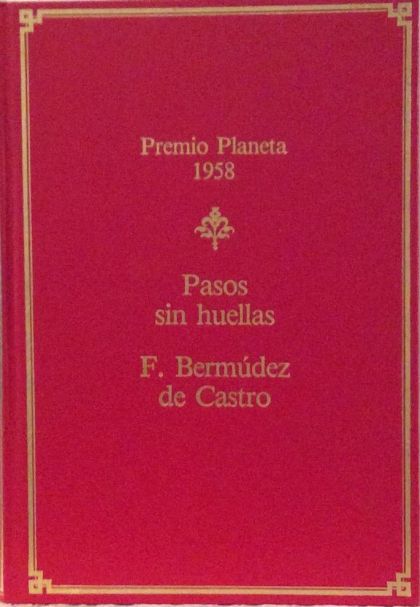 Premio Planeta
1958
Pasos
sin huellas
F. Bermúdez
de Castro